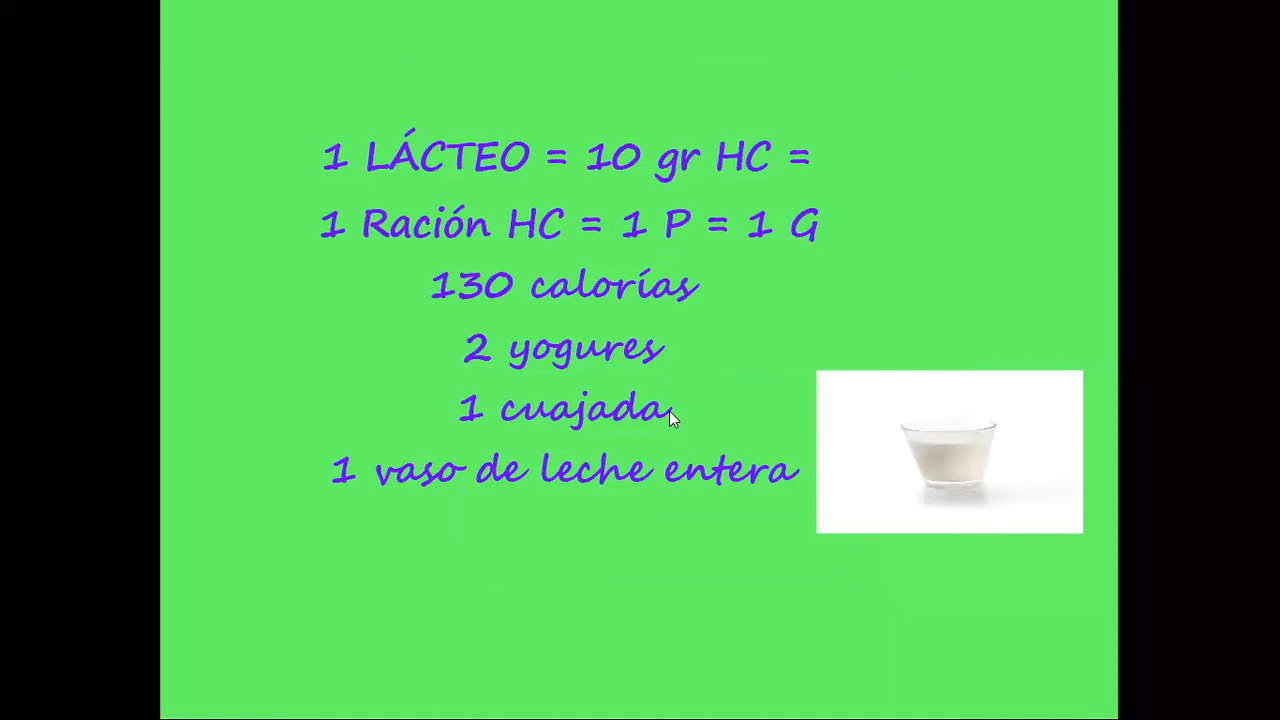 1 LÁCTEO = 10 gr HC =
1 Ración HC = 1 P = 1 G
130 calorías
2 yogures
1 cuajada
1 vaso de leche entera